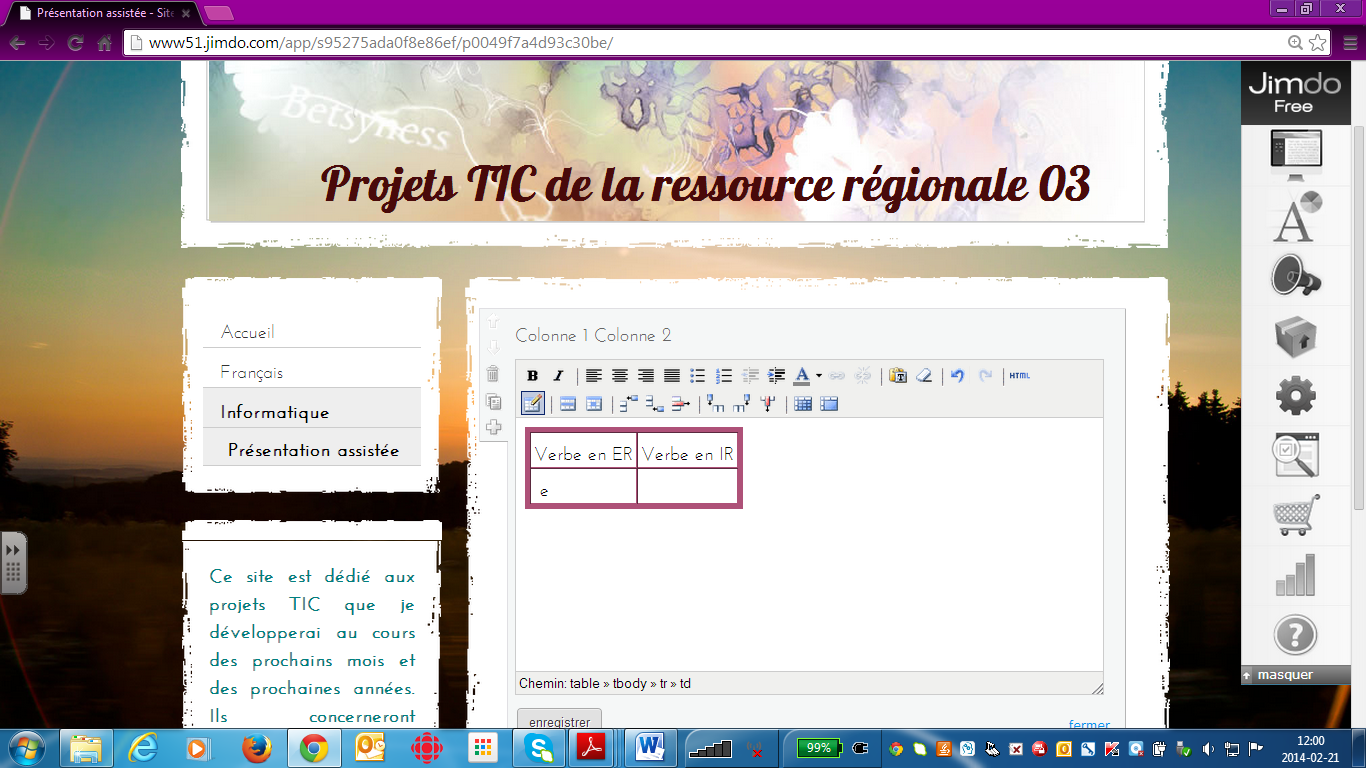 Présentation assistée - Site
www51.jimdo.com/app/s95275ada0f8e86ef/p0049f7a4d93c30be/
Betsyness
Projets TIC de la ressource régionale 03
Jimdo
Free
Accueil
Français
Informatique
Présentation assistée
Ce site est dédié aux
projets TIC que je
développerai au cours
des prochains mois et
des prochaines années.
Ils concerneront
Colonne 1 Colonne 2
B I A HTML
Verbe en ER Verbe en IR
e
Chemin: table » tbody » tr » td
enregistrer
fermer
masquer
99%
12:00
2014-02-21